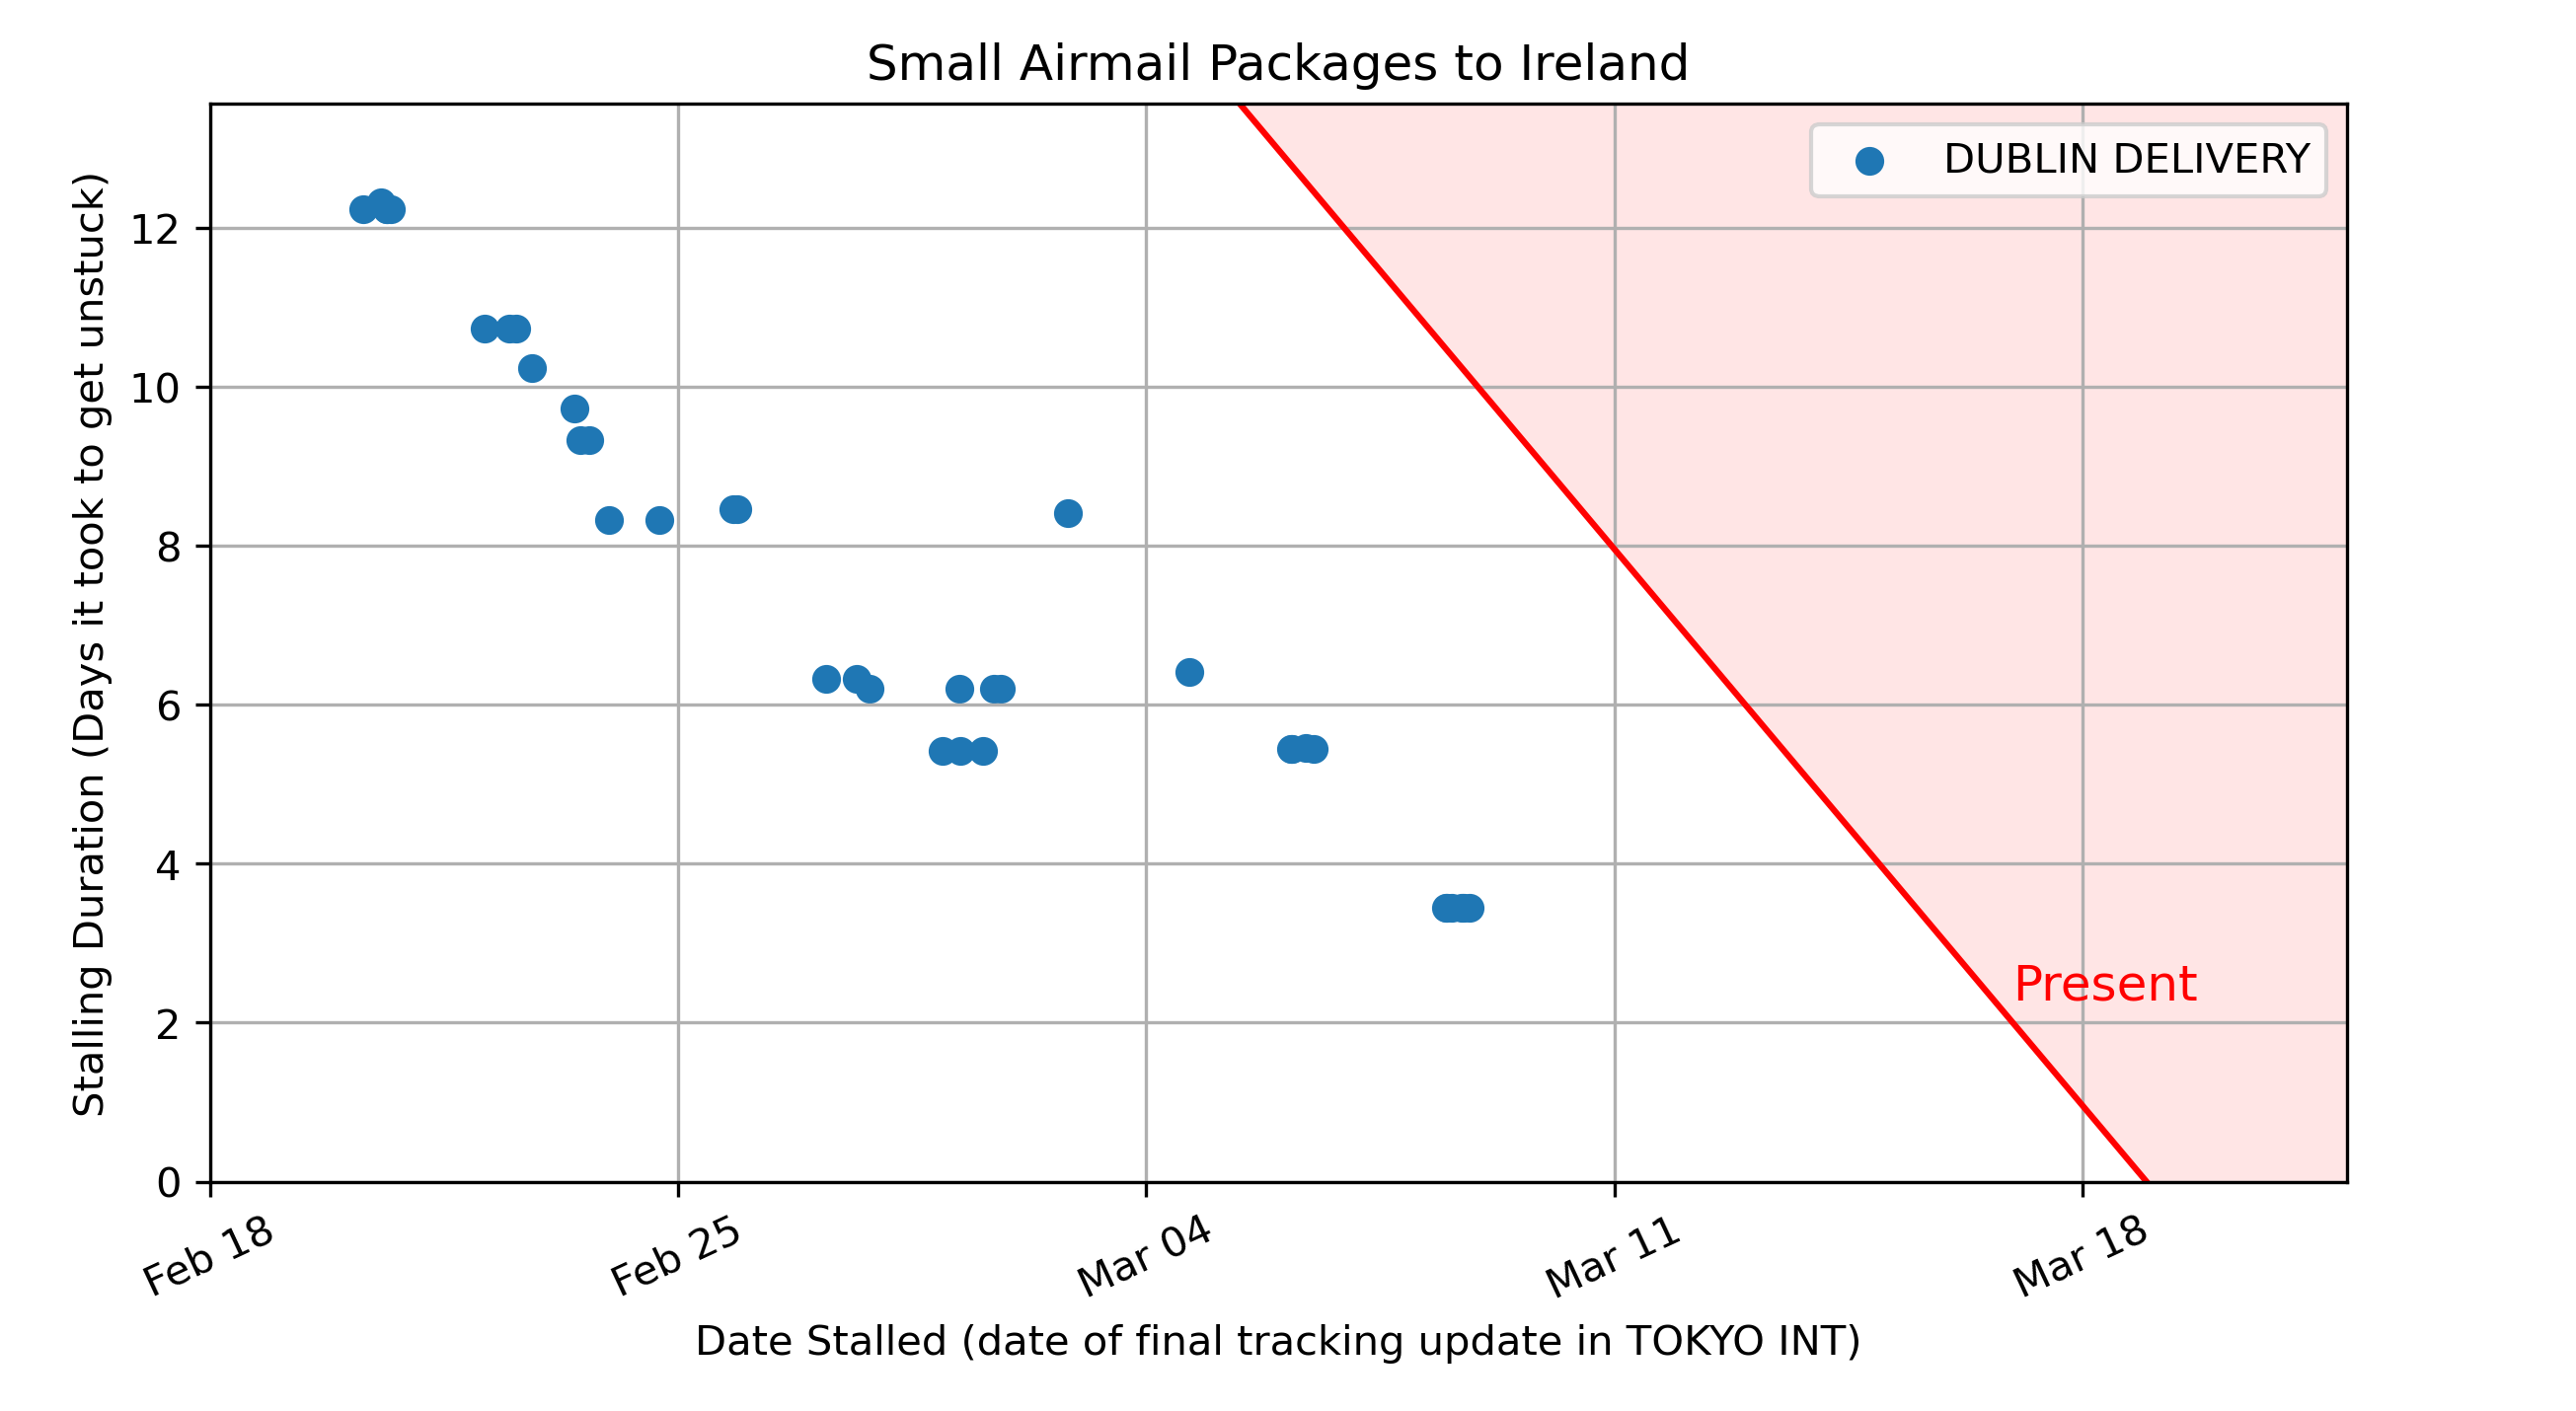 Small Airmail Packages to Ireland
DUBLIN DELIVERY
Stalling Duration (Days it took to get unstuck)
12
10
8
6
4
2
0
Present
Feb 18
Feb 25
Mar 04
Mar 11
Mar 18
Date Stalled (date of final tracking update in TOKYO INT)